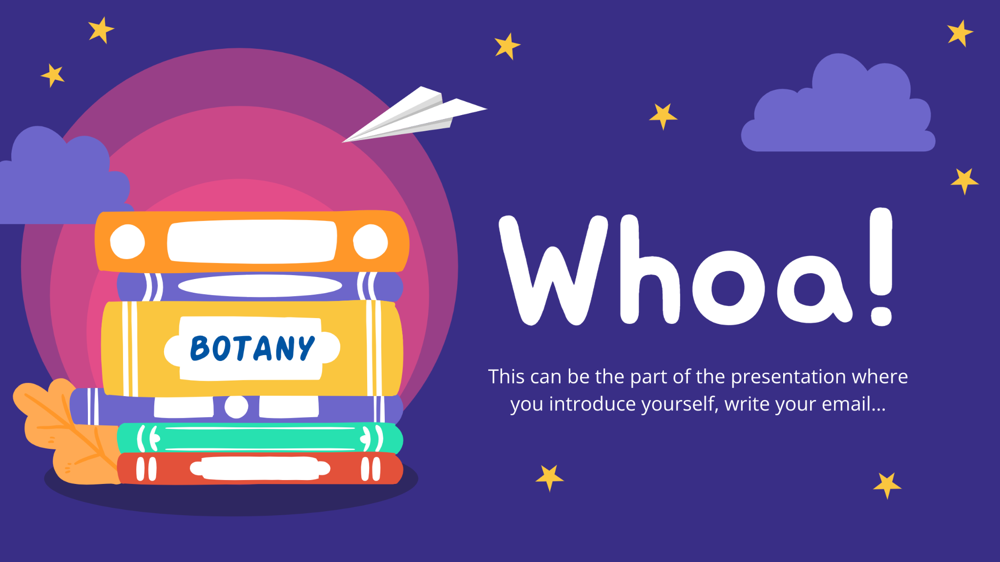 BOTANY
Whoa!
This can be the part of the presentation where
you introduce yourself, write your email...